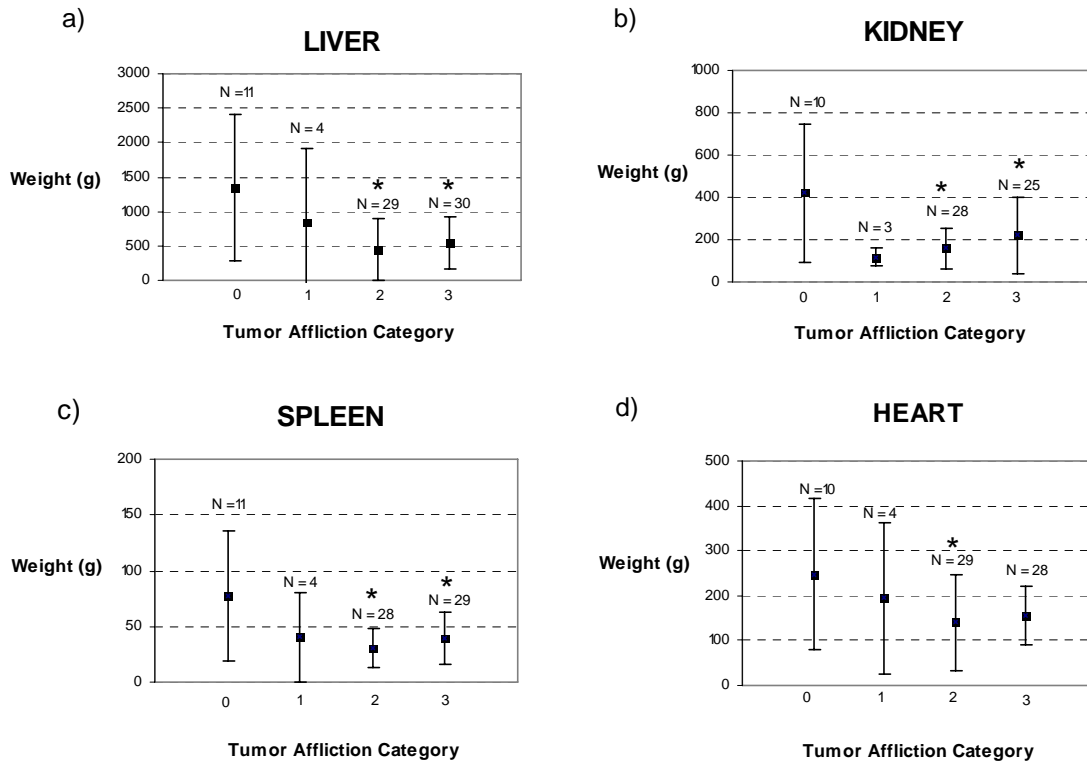 a)
LIVER
3000
2500
2000
1500
1000
500
0
Weight (g)
N =11
N = 4
*
N = 29
*
N = 30
0 1 2 3
Tumor Affliction Category
b)
KIDNEY
1000
800
600
400
200
0
Weight (g)
N =10
N = 3
*
N = 28
*
N = 25
0 1 2 3
Tumor Affliction Category
c)
SPLEEN
200
150
100
50
0
Weight (g)
N =11
N = 4
*
N = 28
*
N = 29
0 1 2 3
Tumor Affliction Category
d)
HEART
500
400
300
200
100
0
Weight (g)
N =10
N = 4
*
N = 29
N = 28
0 1 2 3
Tumor Affliction Category